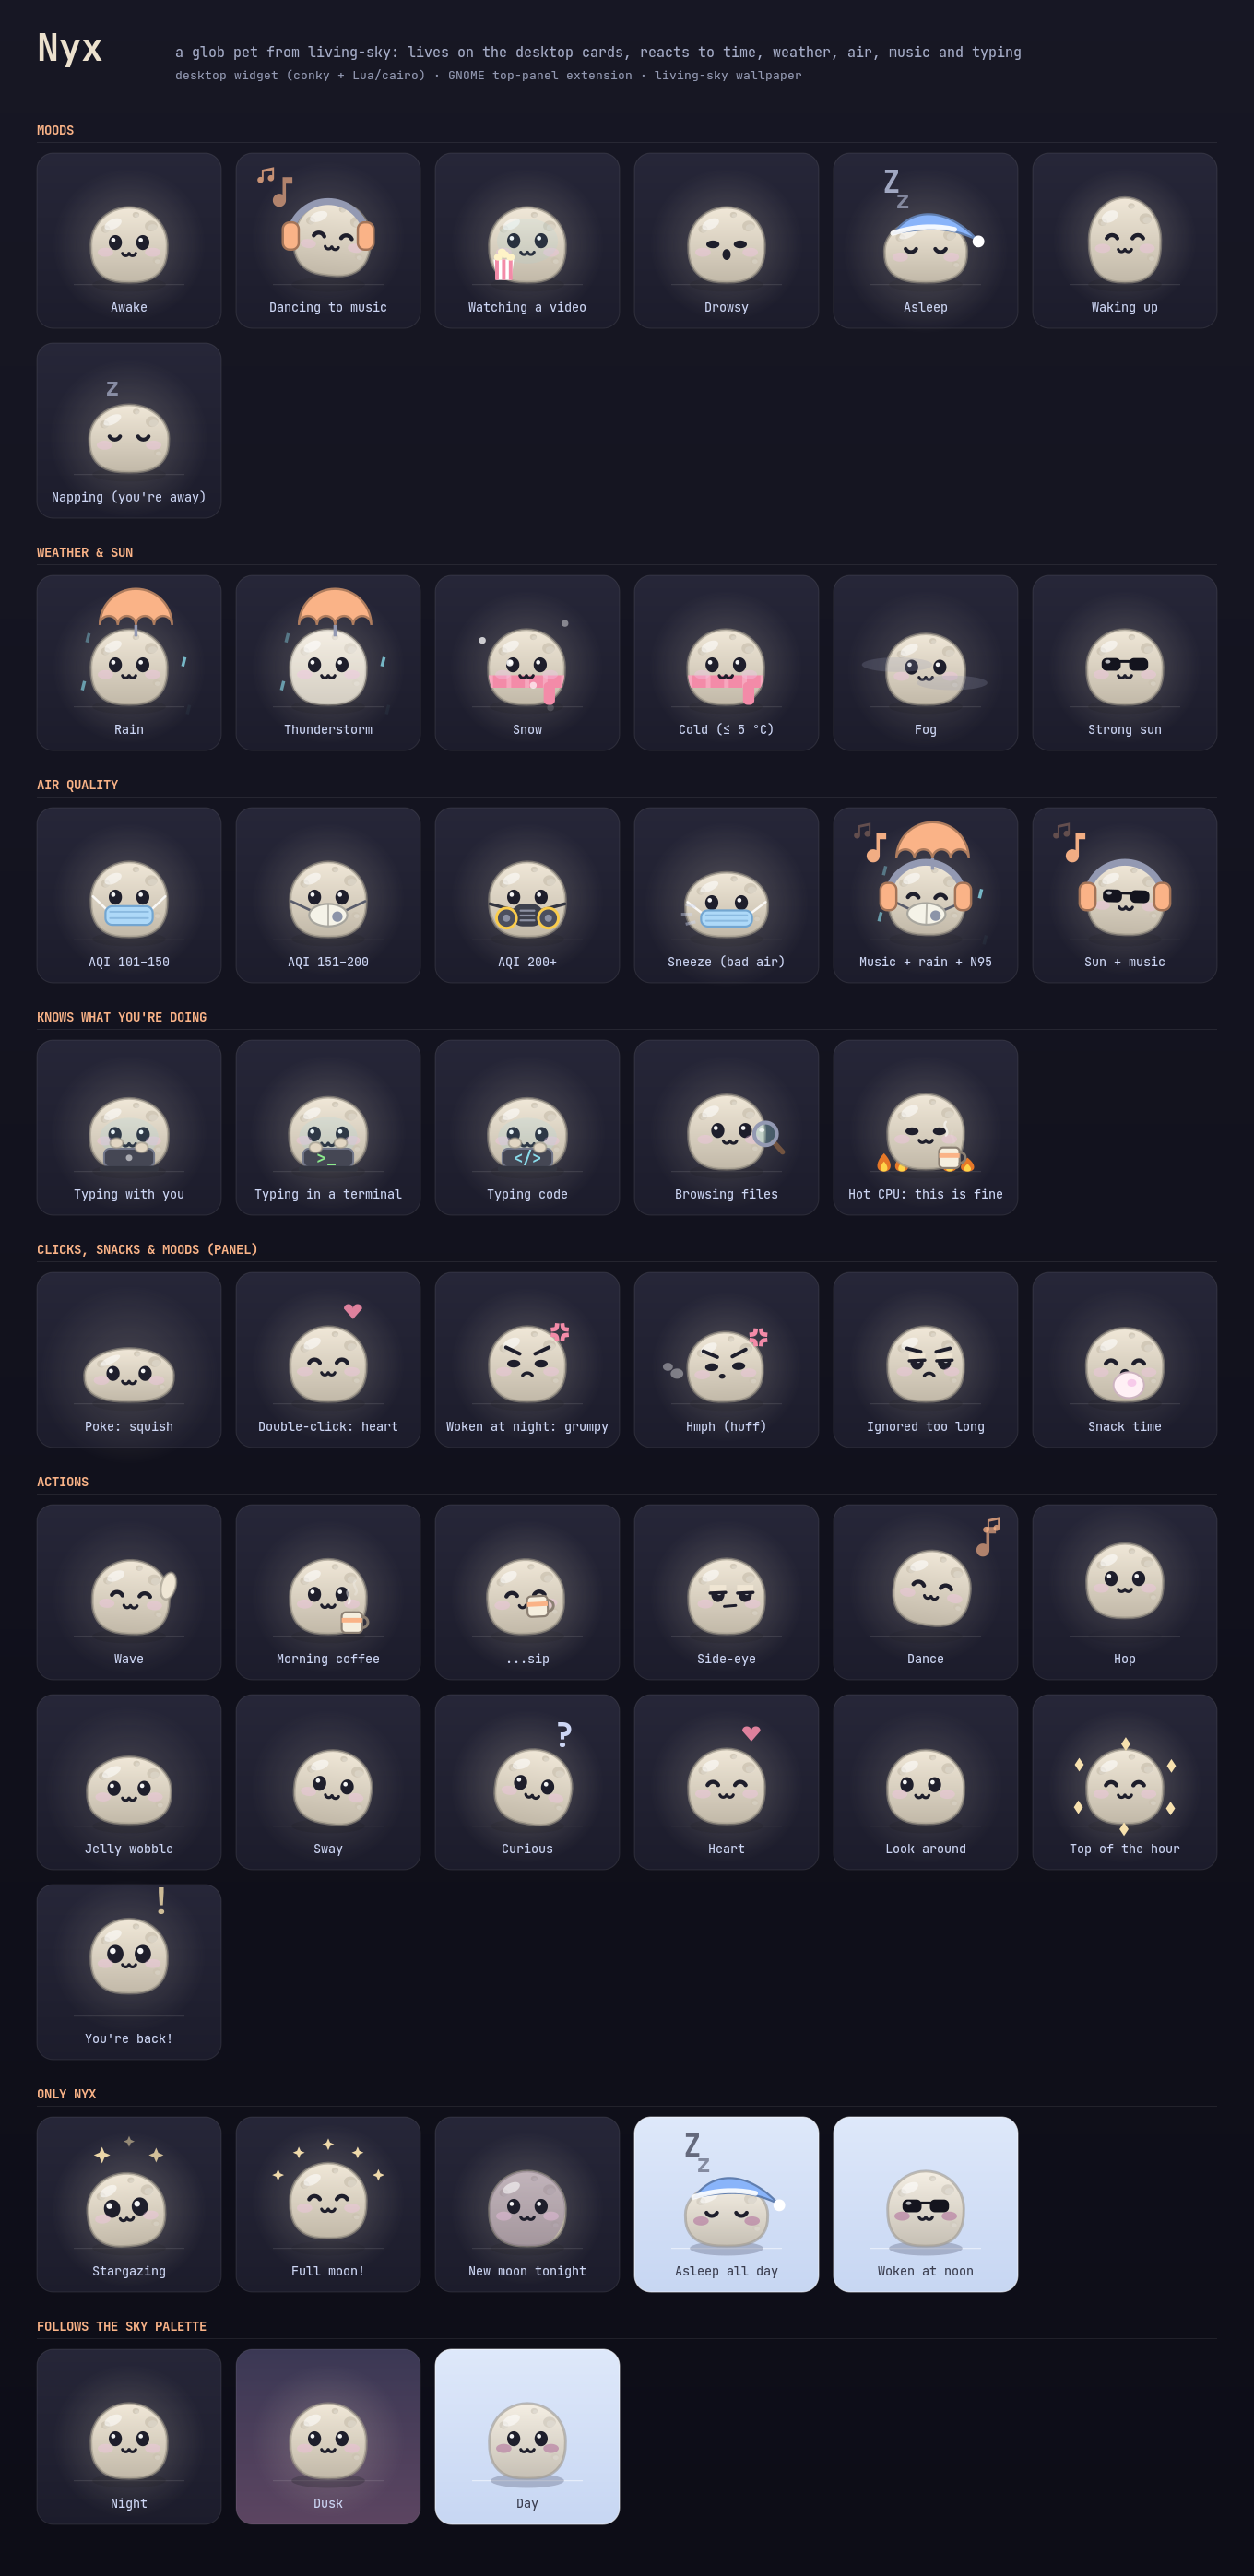 Nyx
a glob pet from living-sky: lives on the desktop cards, reacts to time, weather, air, music and typing
desktop widget (conky + Lua/cairo) · GNOME top-panel extension · living-sky wallpaper
MOODS
Z
z
Awake
Dancing to music
Watching a video
Drowsy
Asleep
Waking up
z
Napping (you're away)
WEATHER & SUN
Rain
Thunderstorm
Snow
Cold (≤ 5 °C)
Fog
Strong sun
AIR QUALITY
AQI 101–150
AQI 151–200
AQI 200+
Sneeze (bad air)
Music + rain + N95
Sun + music
KNOWS WHAT YOU'RE DOING
>_
</>
Typing with you
Typing in a terminal
Typing code
Browsing files
Hot CPU: this is fine
CLICKS, SNACKS & MOODS (PANEL)
Poke: squish
Double-click: heart
Woken at night: grumpy
Hmph (huff)
Ignored too long
Snack time
ACTIONS
Wave
Morning coffee
...sip
Side-eye
Dance
Hop
?
Jelly wobble
Sway
Curious
Heart
Look around
Top of the hour
!
You're back!
ONLY NYX
Z
z
Stargazing
Full moon!
New moon tonight
Asleep all day
Woken at noon
FOLLOWS THE SKY PALETTE
Night
Dusk
Day